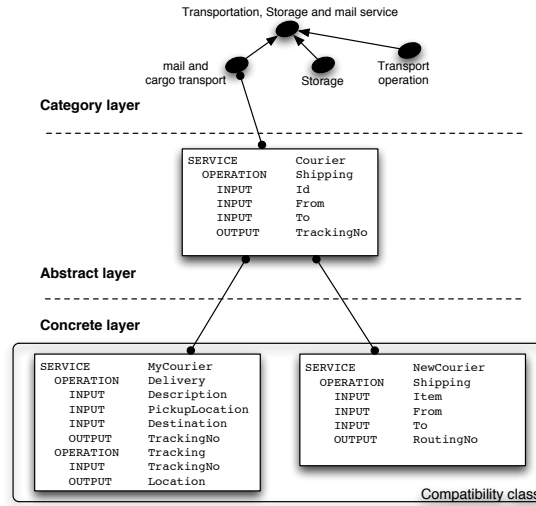 Transportation, Storage and mail service
mail and
cargo transport
Storage
Transport
operation
Category layer
SERVICE Courier
OPERATION Shipping
INPUT Id
INPUT From
INPUT To
OUTPUT TrackingNo
Abstract layer
Concrete layer
SERVICE MyCourier
OPERATION Delivery
INPUT Description
INPUT PickupLocation
INPUT Destination
OUTPUT TrackingNo
OPERATION Tracking
INPUT TrackingNo
OUTPUT Location
SERVICE NewCourier
OPERATION Shipping
INPUT Item
INPUT From
INPUT To
OUTPUT RoutingNo
Compatibility class